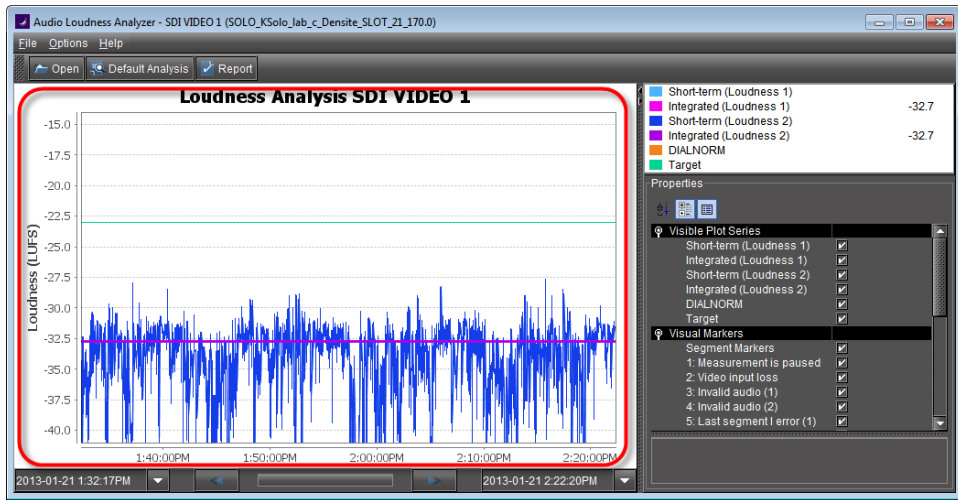 Audio Loudness Analyzer - SDI VIDEO 1 (SOLO_KSolo_lab_c_Densite_SLOT_21_170.0)
File Options Help
Open Default Analysis Report
Loudness Analysis SDI VIDEO 1
Loudness (LUFS)
-15.0
-17.5
-20.0
-22.5
-25.0
-27.5
-30.0
-32.5
-35.0
-37.5
-40.0
1:40:00PM 1:50:00PM 2:00:00PM 2:10:00PM 2:20:00PM
2013-01-21 1:32:17PM 2013-01-21 2:22:20PM
Short-term (Loudness 1)
Integrated (Loudness 1) -32.7
Short-term (Loudness 2)
Integrated (Loudness 2) -32.7
DIALNORM
Target
Properties
Visible Plot Series
Short-term (Loudness 1)
Integrated (Loudness 1)
Short-term (Loudness 2)
Integrated (Loudness 2)
DIALNORM
Target
Visual Markers
Segment Markers
1: Measurement is paused
2: Video input loss
3: Invalid audio (1)
4: Invalid audio (2)
5: Last segment I error (1)